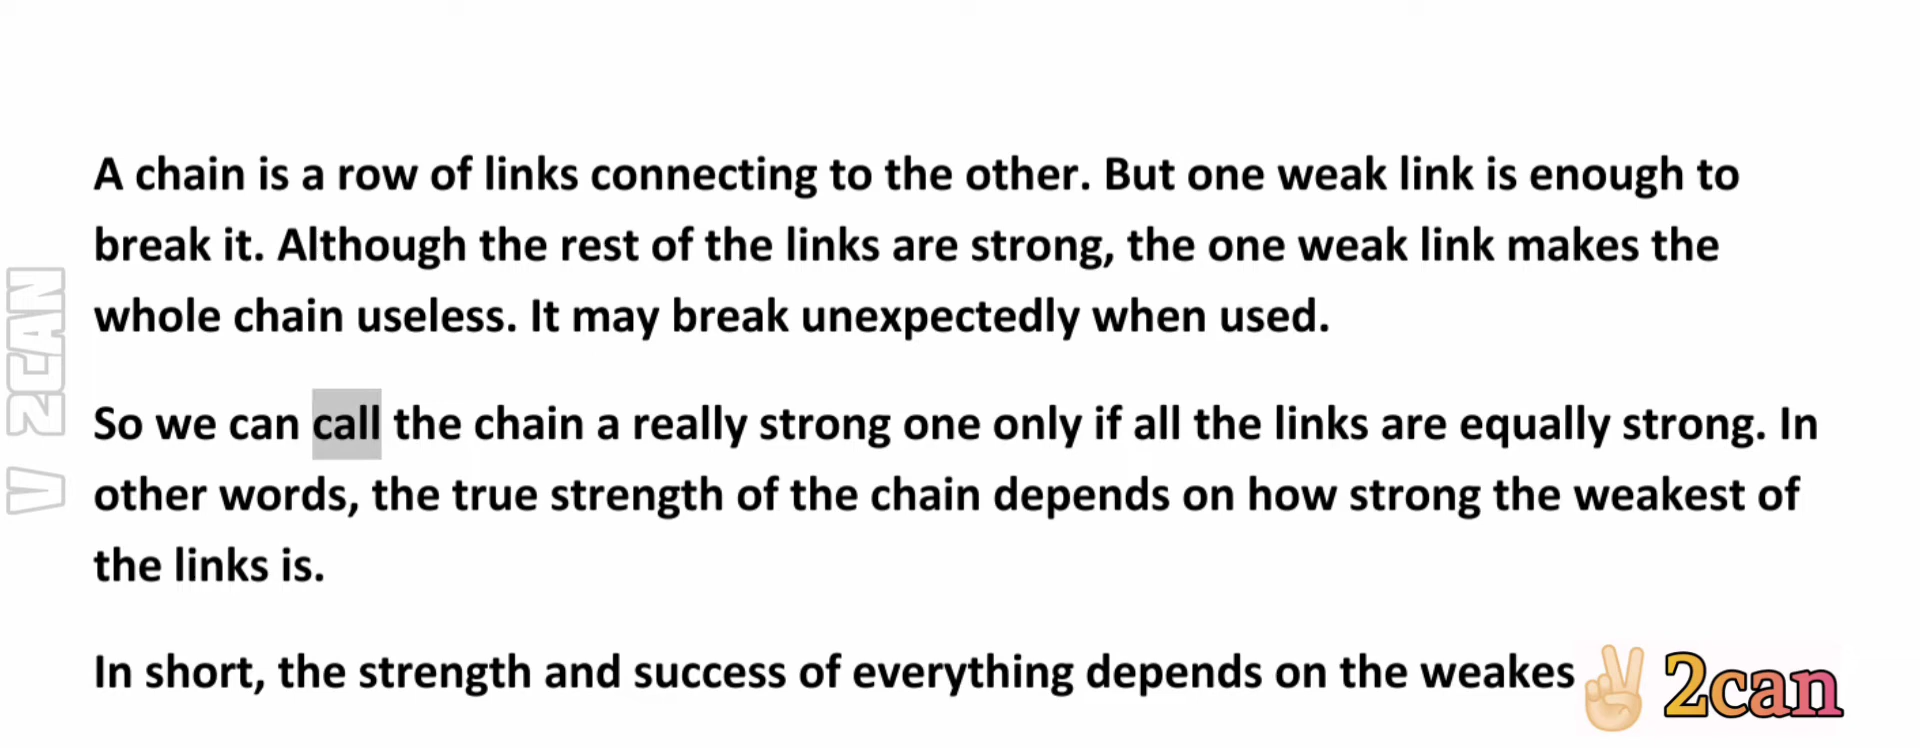 A chain is a row of links connecting to the other. But one weak link is enough to
break it. Although the rest of the links are strong, the one weak link makes the
whole chain useless. It may break unexpectedly when used.
So we can call the chain a really strong one only if all the links are equally strong. In
other words, the true strength of the chain depends on how strong the weakest of
the links is.
In short, the strength and success of everything depends on the weakes
2can
V 2CAN